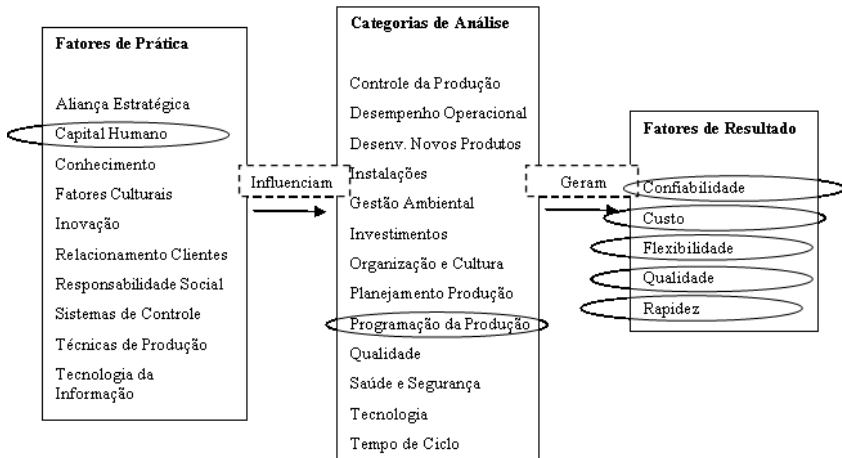 Fatores de Prática
Aliança Estratégica
Capital Humano
Conhecimento
Fatores Culturais
Inovação
Relacionamento Clientes
Responsabilidade Social
Sistemas de Controle
Técnicas de Produção
Tecnologia da
Informação
Influenciam
Categorias de Análise
Controle da Produção
Desempenho Operacional
Desenv. Novos Produtos
Instalações
Gestão Ambiental
Investimentos
Organização e Cultura
Planejamento Produção
Programação da Produção
Qualidade
Saúde e Segurança
Tecnologia
Tempo de Ciclo
Geram
Fatores de Resultado
Confiabilidade
Custo
Flexibilidade
Qualidade
Rapidez